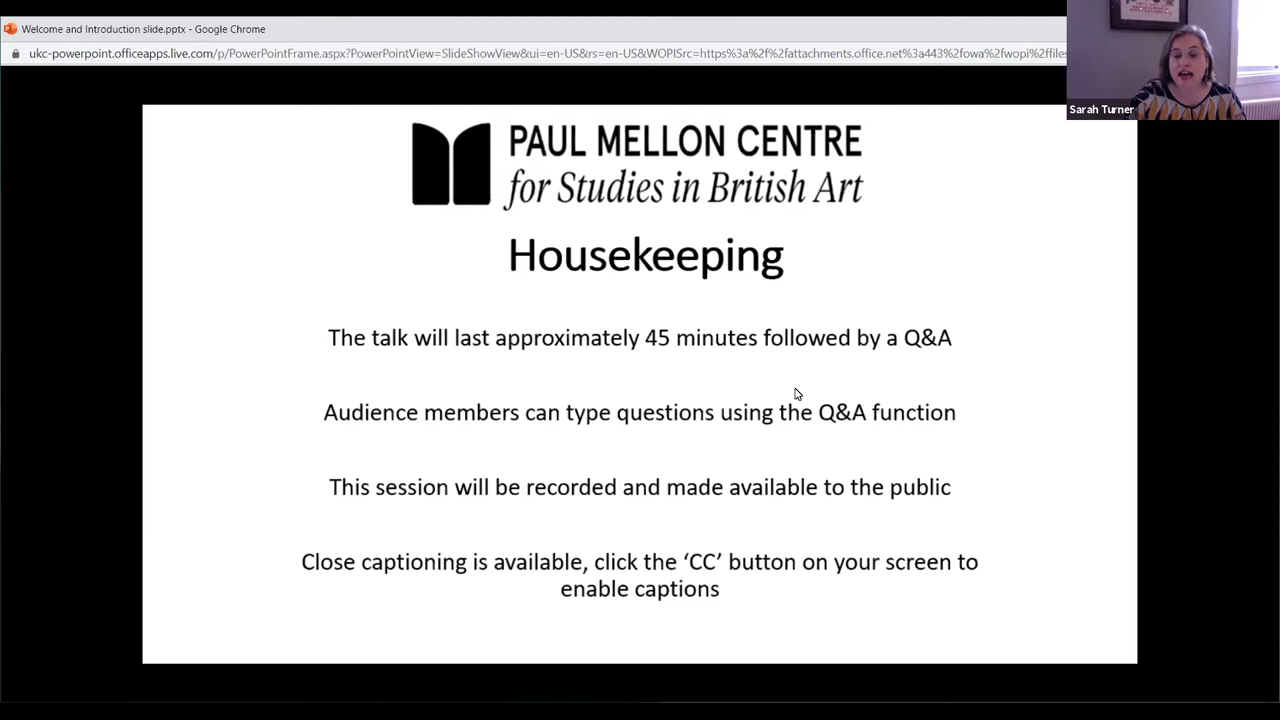 Welcome and Introduction slide.pptx - Google Chrome
ukc-powerpoint.officeapps.live.com/p/PowerPointFrame.aspx?PowerPointView=SlideShowView&ui=en-US&rs=en-US&WOPISrc=https%3a%2f%2fattachments.office.net%3a443%2fowa%2fwopi%2ffiles
Sarah Turner
PAUL MELLON CENTRE
for Studies in British Art
Housekeeping
The talk will last approximately 45 minutes followed by a Q&A
Audience members can type questions using the Q&A function
This session will be recorded and made available to the public
Close captioning is available, click the ‘CC’ button on your screen to
enable captions